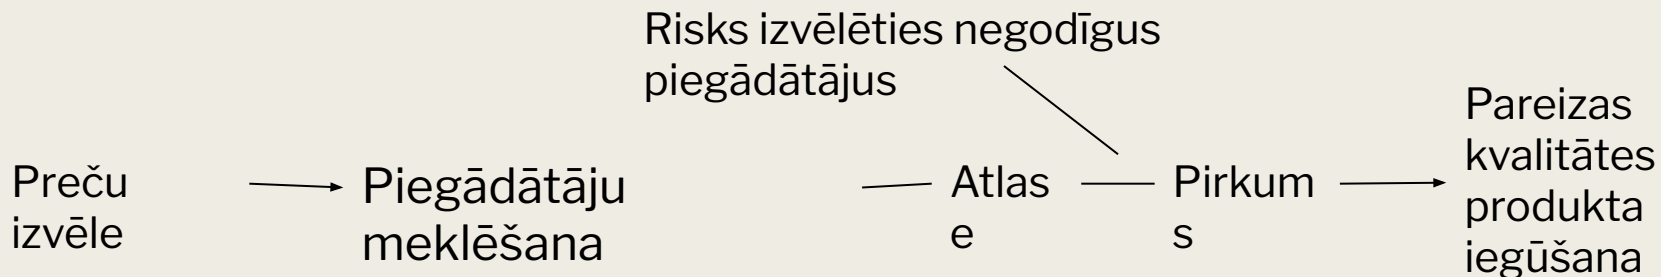 Risks izvēlēties negodīgus
piegādātājus
Preču
izvēle
Piegādātāju
meklēšana
Atlas
e
Pirkum
s
Pareizas
kvalitātes
produkta
iegūšana